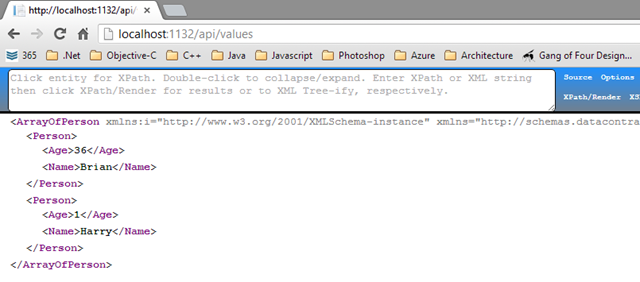 http://localhost:1132/api/
localhost:1132/api/values
365 .Net Objective-C C++ Java Javascript Photoshop Azure Architecture Gang of Four Design...
Click entity for XPath. Double-click to collapse/expand. Enter XPath or XML string
then click XPath/Render for results or to XML Tree-ify, respectively.
Source Options
XPath/Render
<ArrayOfPerson xmlns:i="http://www.w3.org/2001/XMLSchema-instance" xmlns="http://schemas.datacontra
<Person>
<Age>36</Age>
<Name>Brian</Name>
</Person>
<Person>
<Age>1</Age>
<Name>Harry</Name>
</Person>
</ArrayOfPerson>